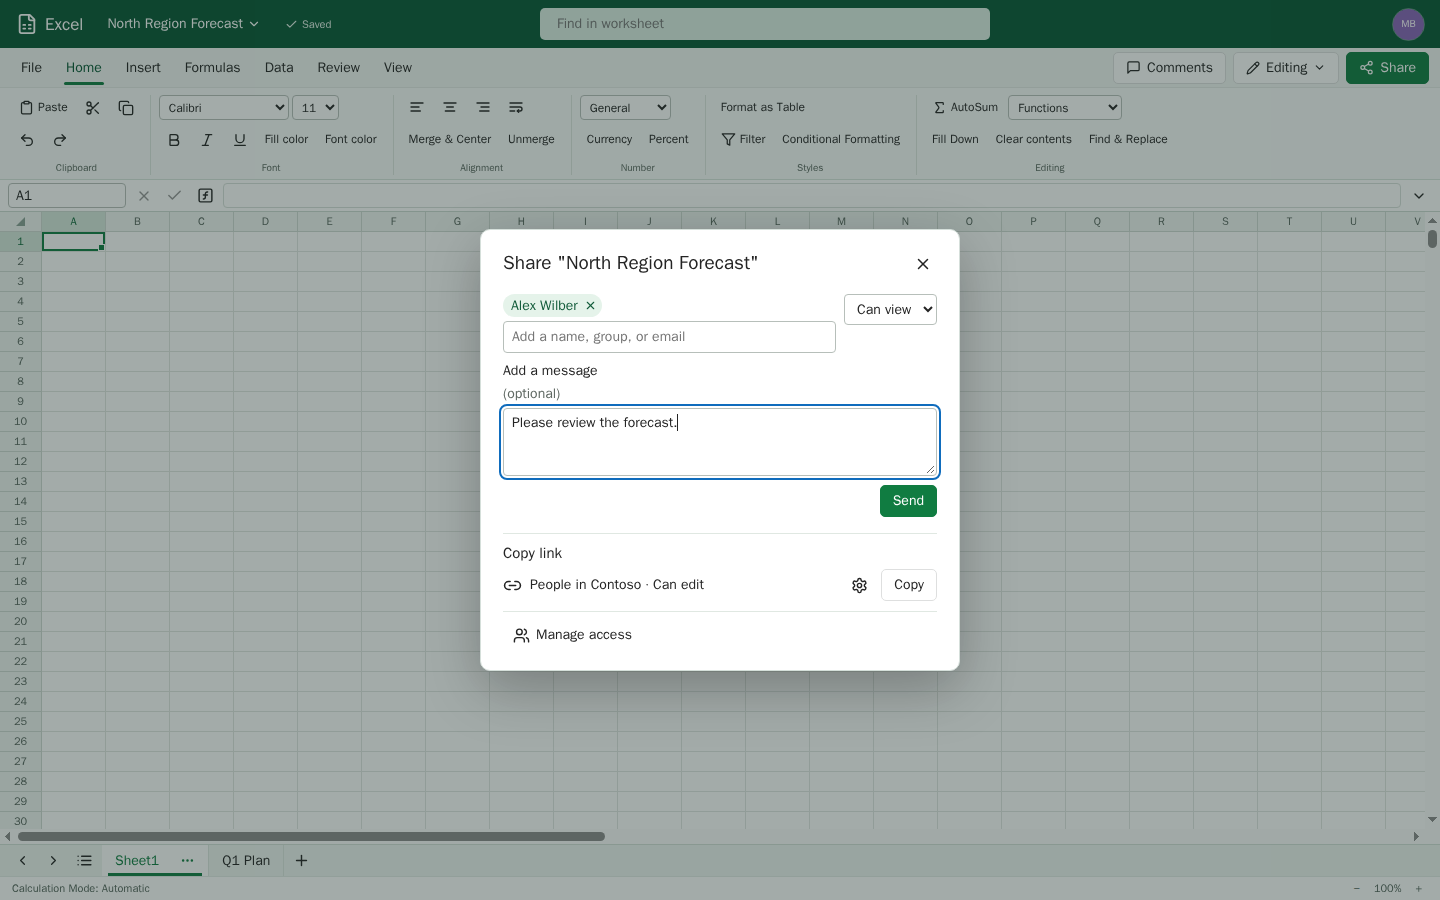 Excel
North Region Forecast
Saved
Find in worksheet
MB
File Home Insert Formulas Data Review View
Comments Editing Share
Paste Calibri 11 General Format as Table AutoSum Functions
B I U Fill color Font color Merge & Center Unmerge Currency Percent Filter Conditional Formatting Fill Down Clear contents Find & Replace
Clipboard Font Alignment Number Styles Editing
A1
A B C D E F G H I J K L M N O P Q R S T U V
1
2
3
4
5
6
7
8
9
10
11
12
13
14
15
16
17
18
19
20
21
22
23
24
25
26
27
28
29
30
Share "North Region Forecast"
Alex Wilber
Can view
Add a name, group, or email
Add a message
(optional)
Please review the forecast.
Send
Copy link
People in Contoso · Can edit
Copy
Manage access
Sheet1 ··· Q1 Plan +
Calculation Mode: Automatic
− 100% +